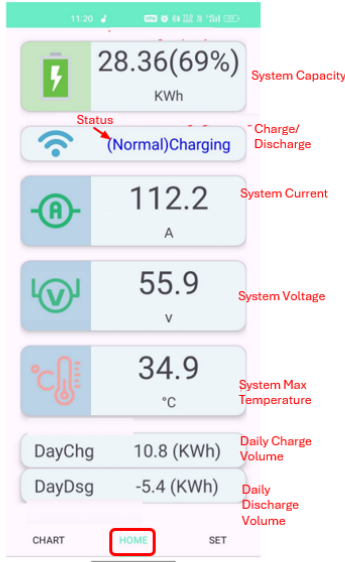 11:20
28.36(69%)
KWh
System Capacity
Status
(Normal)Charging
Charge/
Discharge
A
112.2
A
System Current
V
55.9
V
System Voltage
°C
34.9
°C
System Max
Temperature
DayChg 10.8 (KWh)
Daily Charge
Volume
DayDsg -5.4 (KWh)
Daily
Discharge
Volume
CHART HOME SET